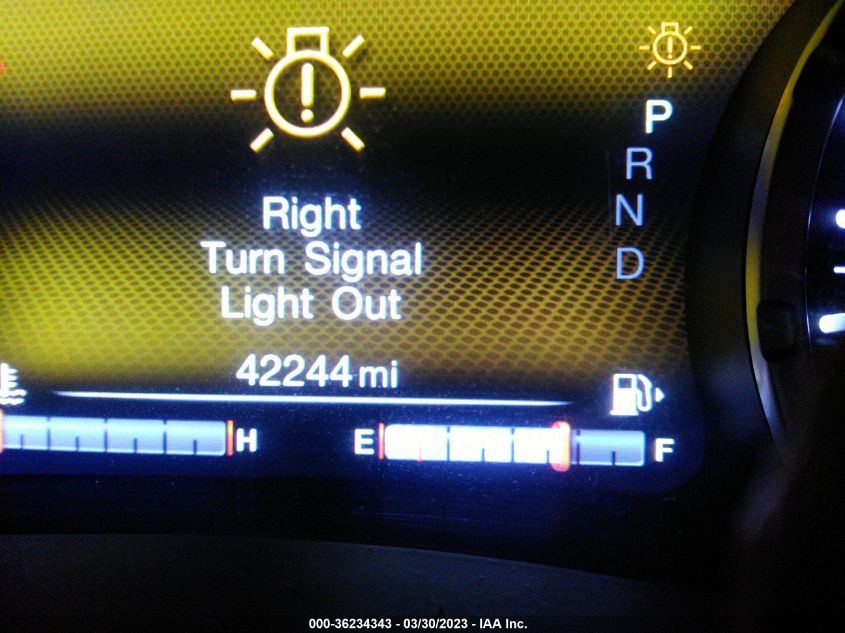 P
R
N
D
Right
Turn Signal
Light Out
42244 mi
H
E
F
000-36234343 - 03/30/2023 - IAA Inc.